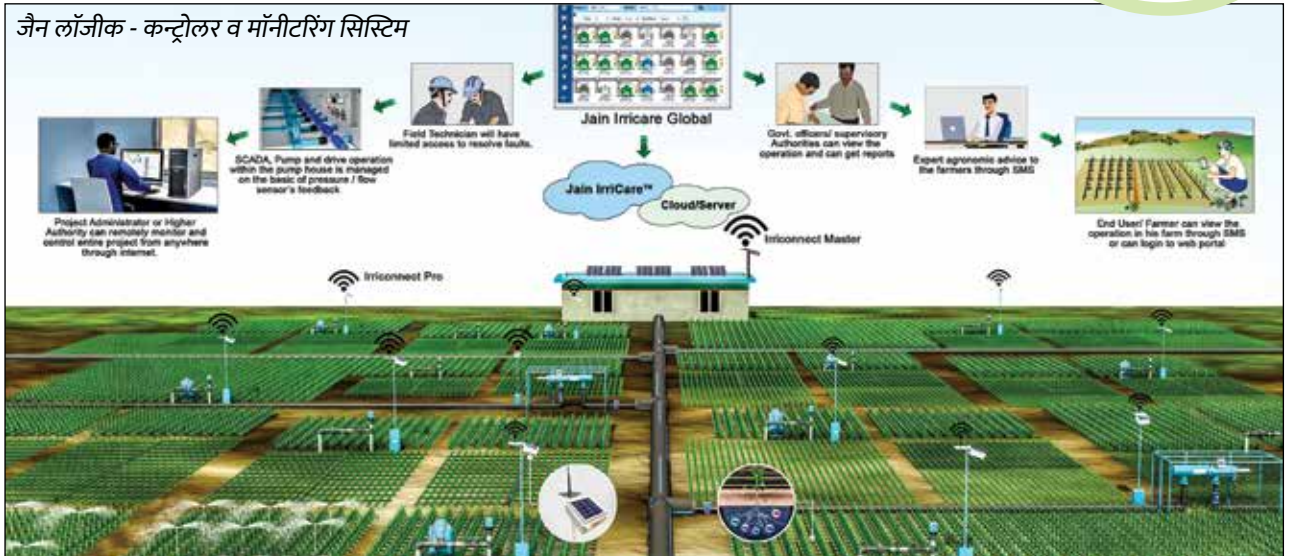 जैन लॉजीक - कन्ट्रोलर व मॉनीटरिंग सिस्टिम
Jain Irricare Global
Field Technician will have
limited access to resolve faults.
SCADA, Pump and drive operation
within the pump house is managed
on the basic of pressure / flow
sensor's feedback
Project Administrator or Higher
Authority can remotely monitor and
control entire project from anywhere
through internet.
Govt. officers/ supervisory
Authorities can view the
operation and can get reports
Expert agronomic advice to
the farmers through SMS
End User/ Farmer can view the
operation in his farm through SMS
or can login to web portal
Jain IrriCare™
Cloud/Server
Irriconnect Master
Irriconnect Pro